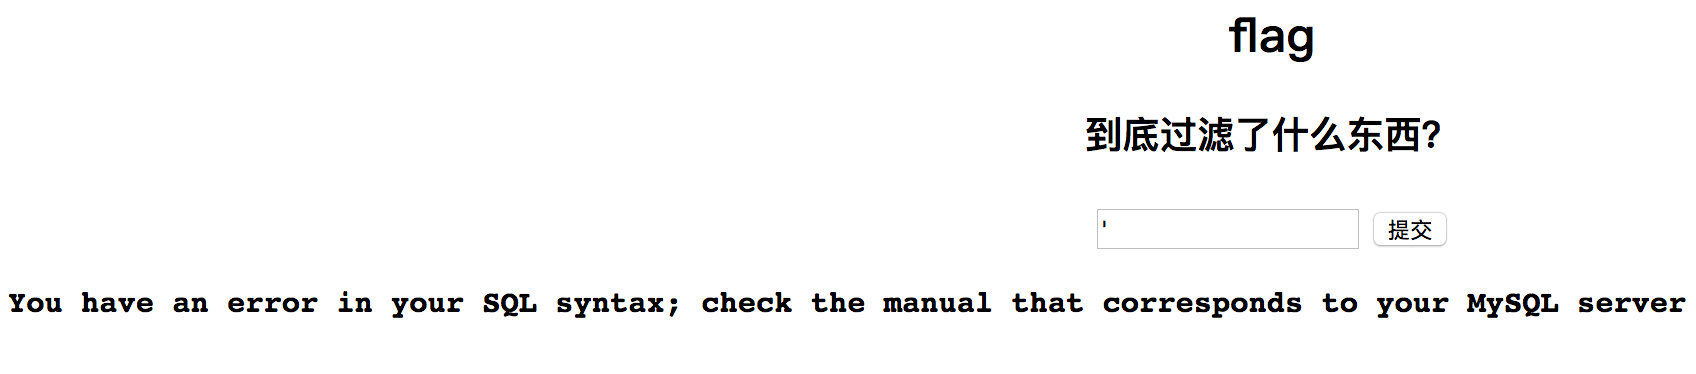 flag
到底过滤了什么东西?
'
提交
You have an error in your SQL syntax; check the manual that corresponds to your MySQL server